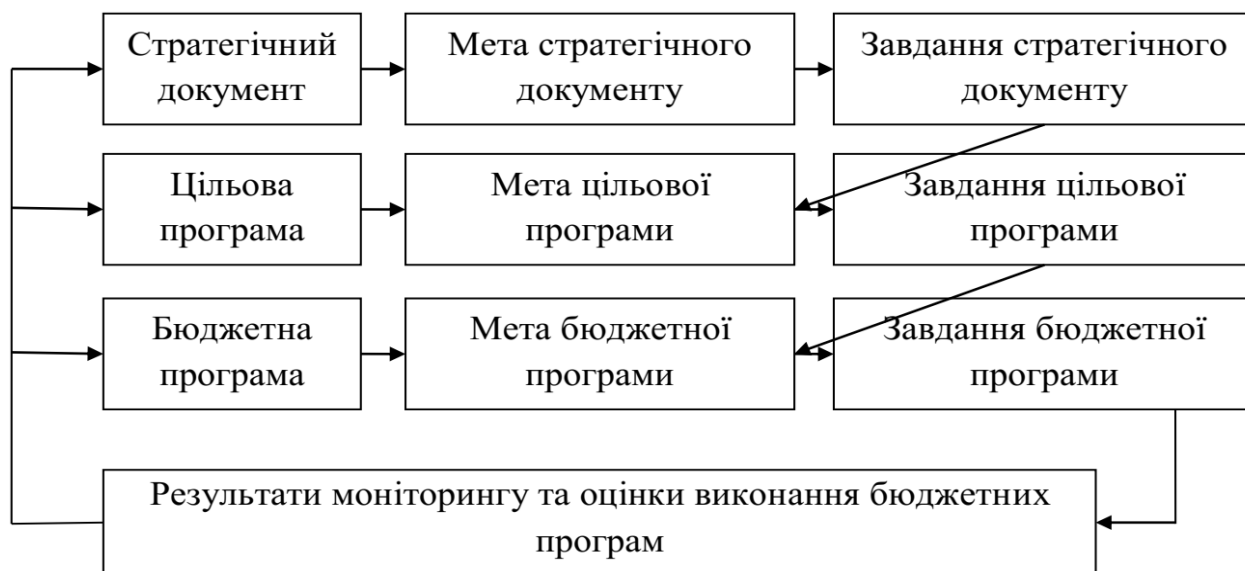 Стратегічний
документ
Мета стратегічного
документу
Завдання стратегічного
документу
Цільова
програма
Мета цільової
програми
Завдання цільової
програми
Бюджетна
програма
Мета бюджетної
програми
Завдання бюджетної
програми
Результати моніторингу та оцінки виконання бюджетних
програм